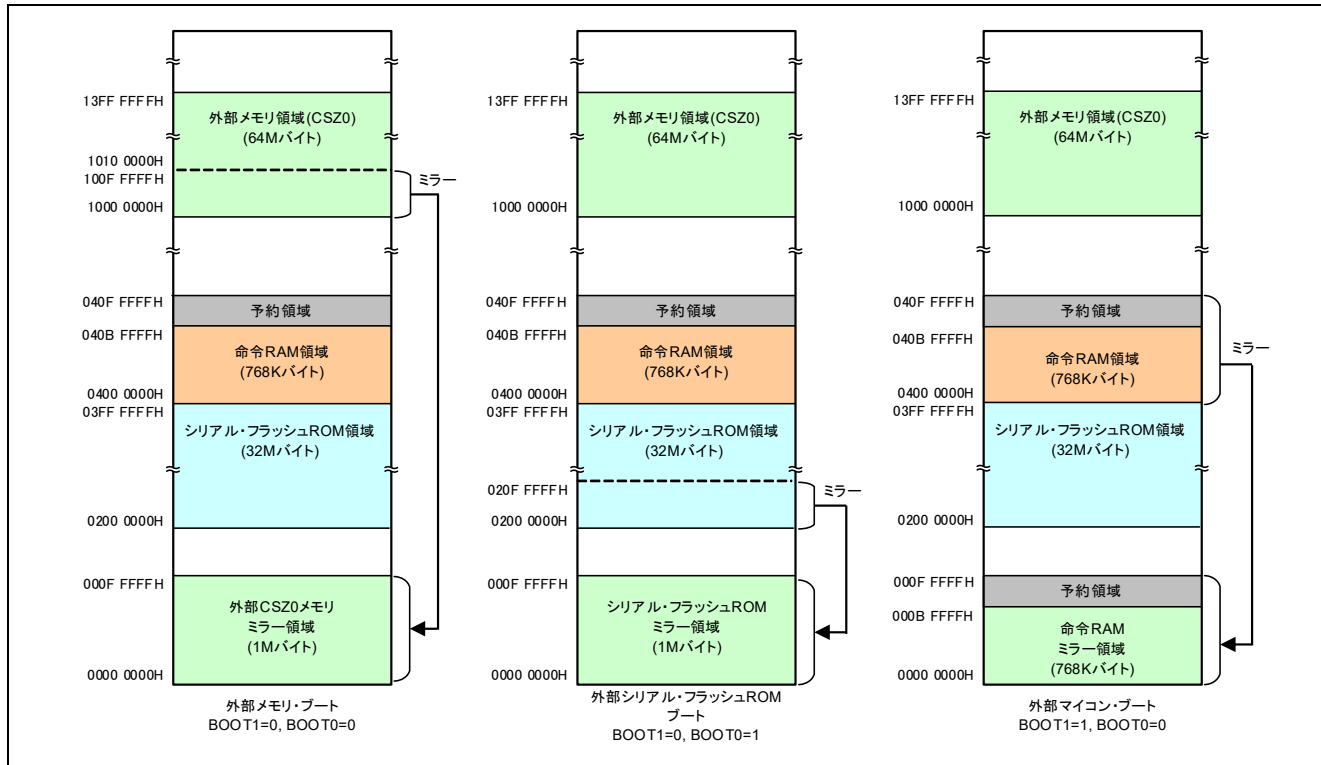 13FF FFFFH
外部メモリ領域(CSZ0)
(64Mバイト)
1010 0000H
100F FFFFH
ミラー
1000 0000H
040F FFFFH
予約領域
040B FFFFH
命令RAM領域
(768Kバイト)
0400 0000H
03FF FFFFH
シリアル・フラッシュROM領域
(32Mバイト)
0200 0000H
000F FFFFH
外部CSZ0メモリ
ミラー領域
(1Mバイト)
0000 0000H
外部メモリ・ブート
BOOT1=0, BOOT0=0
13FF FFFFH
外部メモリ領域(CSZ0)
(64Mバイト)
1000 0000H
040F FFFFH
予約領域
040B FFFFH
命令RAM領域
(768Kバイト)
0400 0000H
03FF FFFFH
シリアル・フラッシュROM領域
(32Mバイト)
020F FFFFH
ミラー
0200 0000H
000F FFFFH
シリアル・フラッシュROM
ミラー領域
(1Mバイト)
0000 0000H
外部シリアル・フラッシュROM
ブート
BOOT1=0, BOOT0=1
13FF FFFFH
外部メモリ領域(CSZ0)
(64Mバイト)
1000 0000H
040F FFFFH
予約領域
040B FFFFH
ミラー
命令RAM領域
(768Kバイト)
0400 0000H
03FF FFFFH
シリアル・フラッシュROM領域
(32Mバイト)
0200 0000H
000F FFFFH
予約領域
000B FFFFH
命令RAM
ミラー領域
(768Kバイト)
0000 0000H
外部マイコン・ブート
BOOT1=1, BOOT0=0